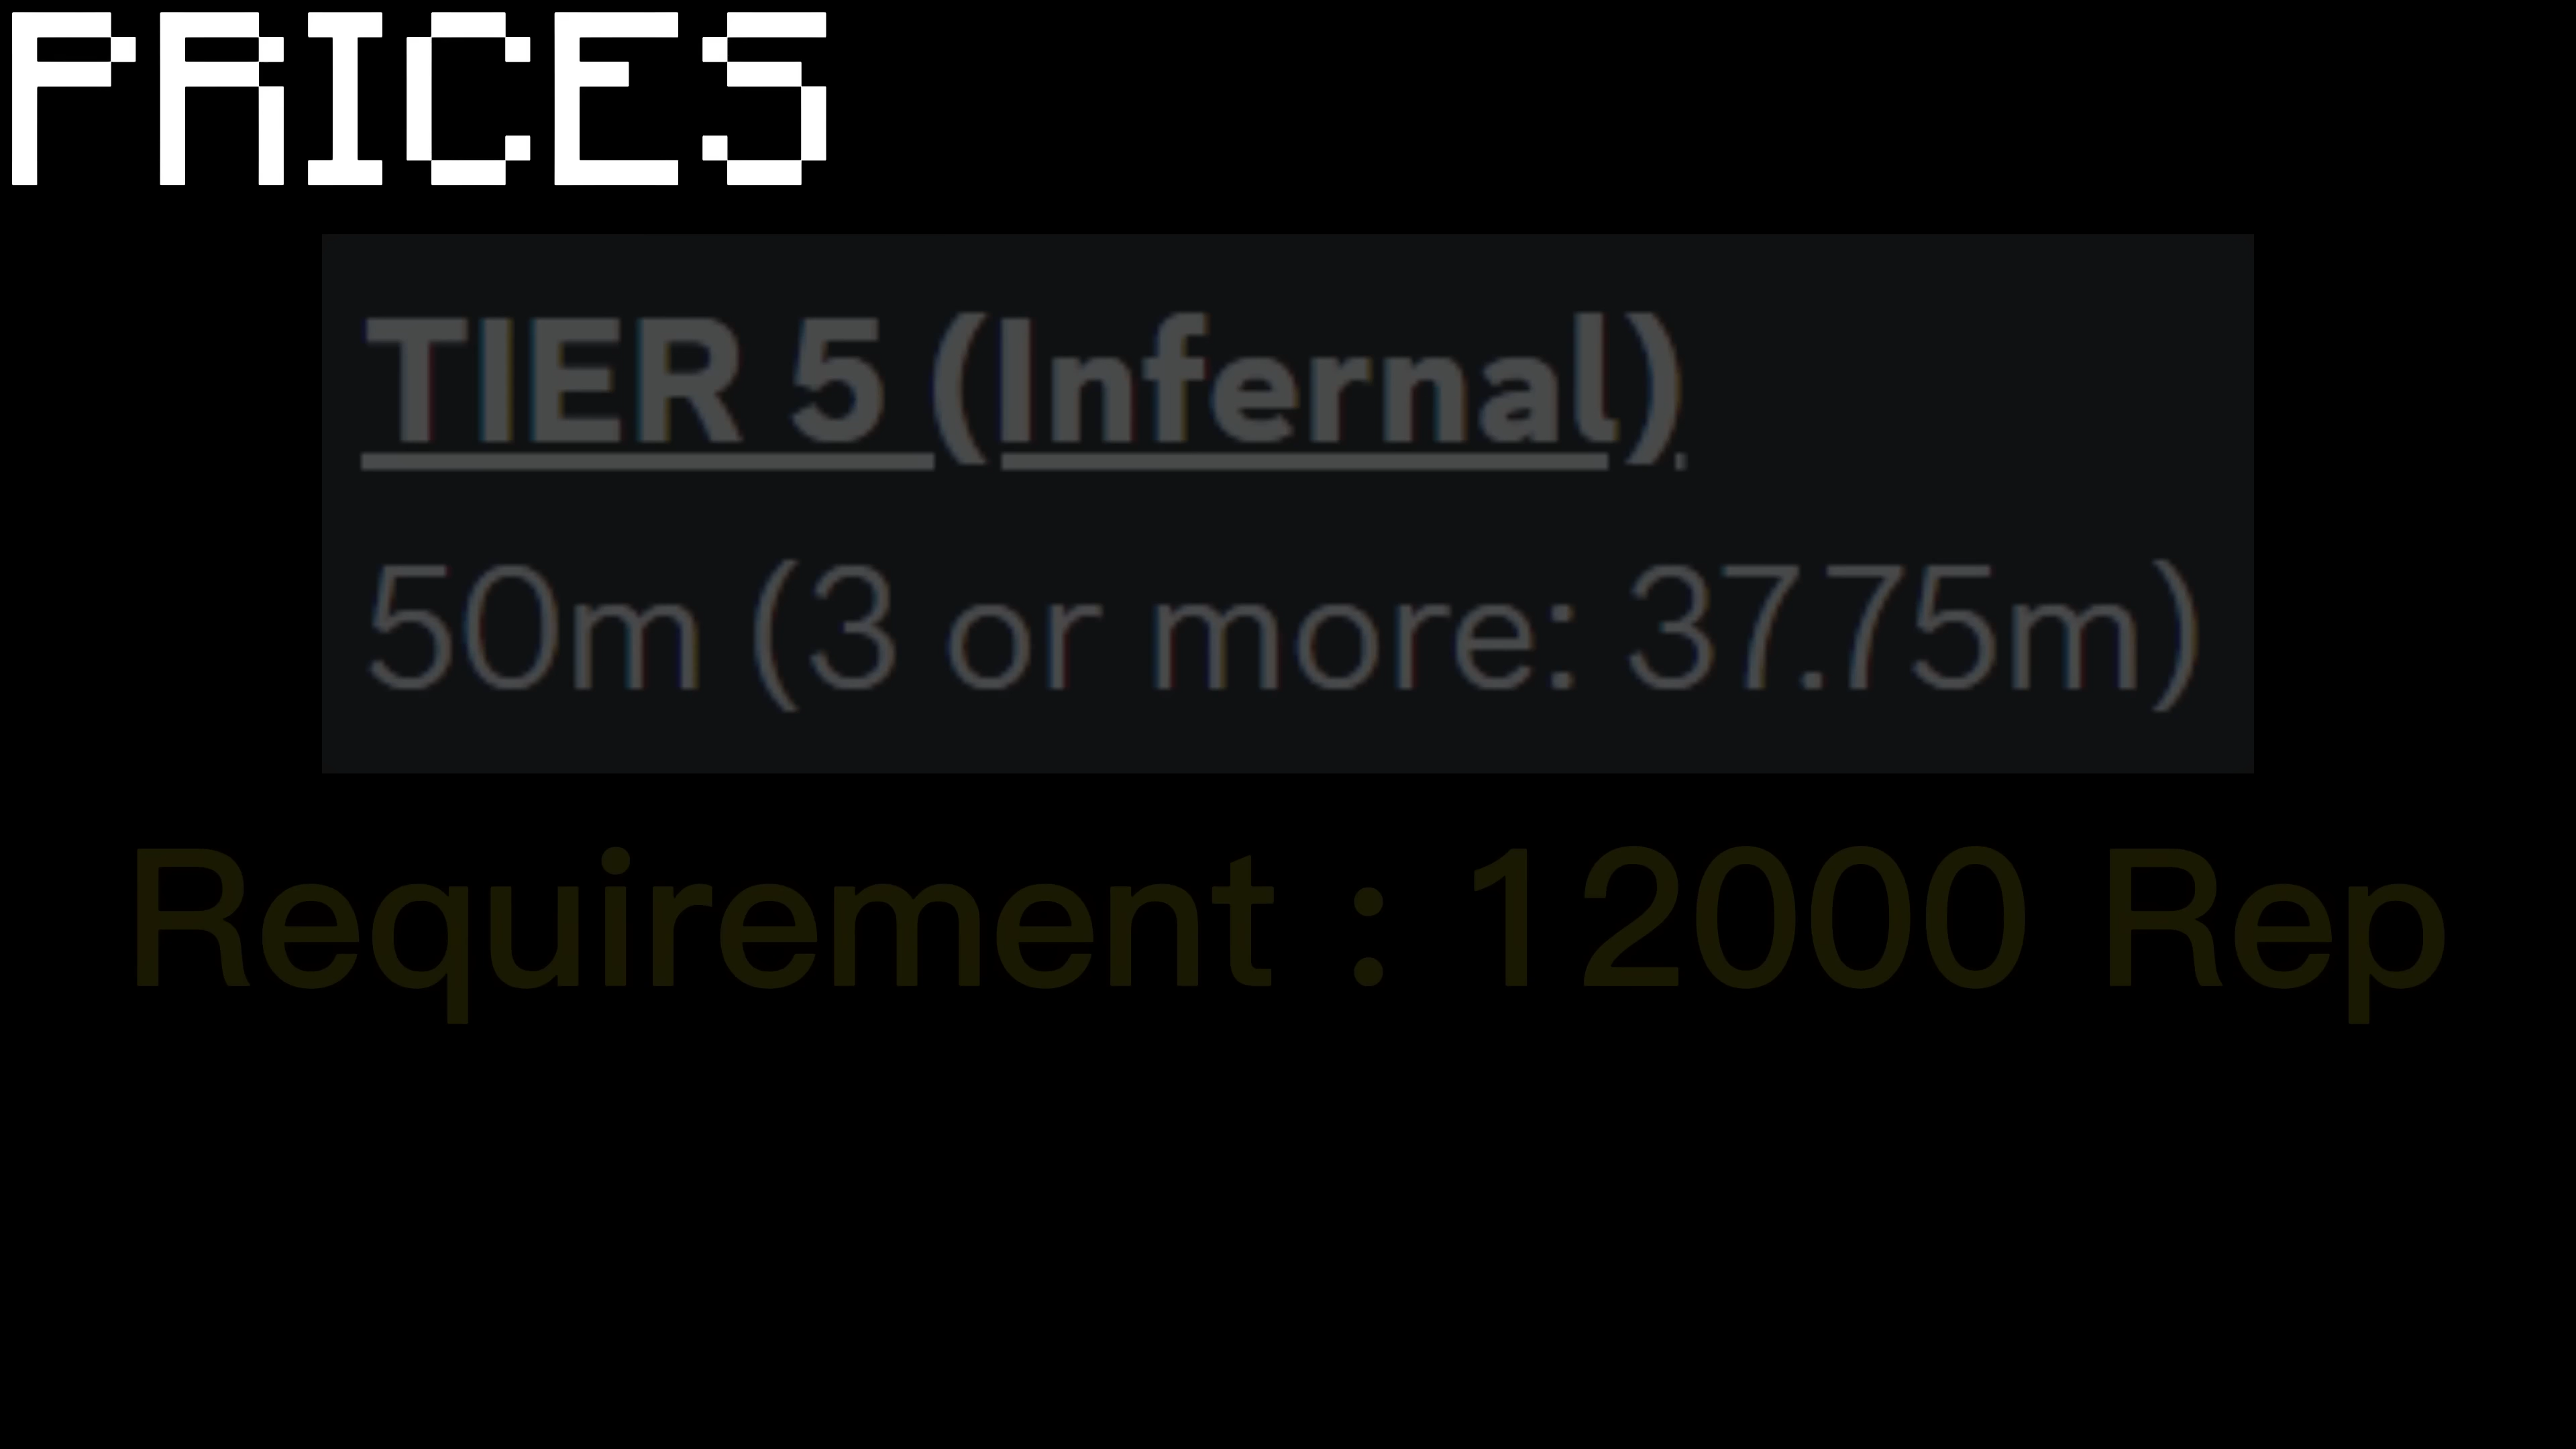 PRICES
TIER 5 (Infernal)
50m (3 or more: 37.75m)
Requirement : 12000 Rep